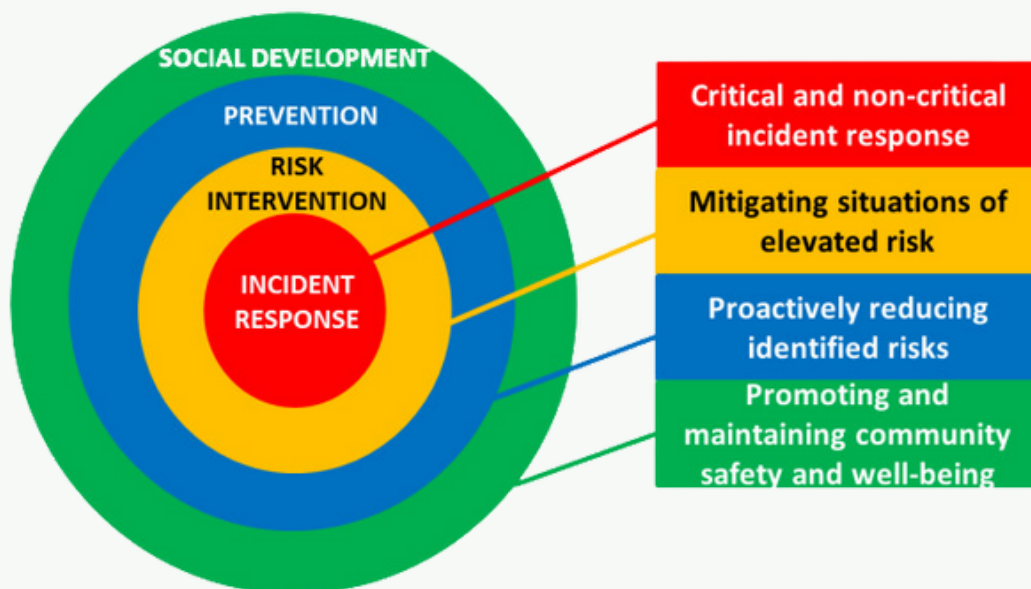 SOCIAL DEVELOPMENT
PREVENTION
RISK
INTERVENTION
INCIDENT
RESPONSE
Critical and non-critical
incident response
Mitigating situations of
elevated risk
Proactively reducing
identified risks
Promoting and
maintaining community
safety and well-being